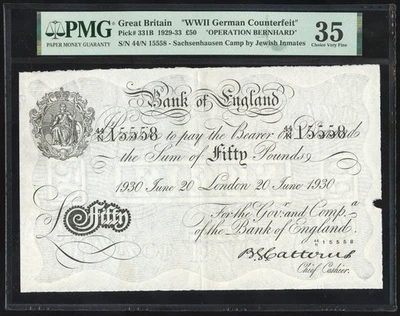 PMG
PAPER MONEY GUARANTY
Great Britain "WWII German Counterfeit"
Pick# 331B 1929-33 £50 "OPERATION BERNHARD"
S/N 44/N 15558 - Sachsenhausen Camp by Jewish Inmates
35
Choice Very Fine
Bank of England
44/N 15558 to pay the Bearer on 44/N 15558
the Sum of Fifty Pounds
1930 June 20 London 20 June 1930
For the Gov.r and Comp.a
of the Bank of England.
Fifty
44/N 15558
B.G. Catterns
Chief Cashier.